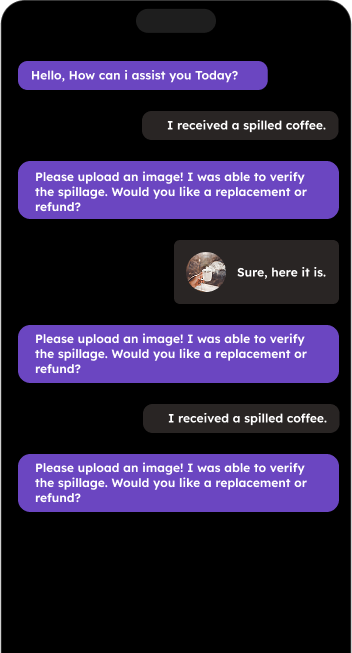 Hello, How can i assist you Today?
I received a spilled coffee.
Please upload an image! I was able to verify
the spillage. Would you like a replacement or
refund?
Sure, here it is.
Please upload an image! I was able to verify
the spillage. Would you like a replacement or
refund?
I received a spilled coffee.
Please upload an image! I was able to verify
the spillage. Would you like a replacement or
refund?